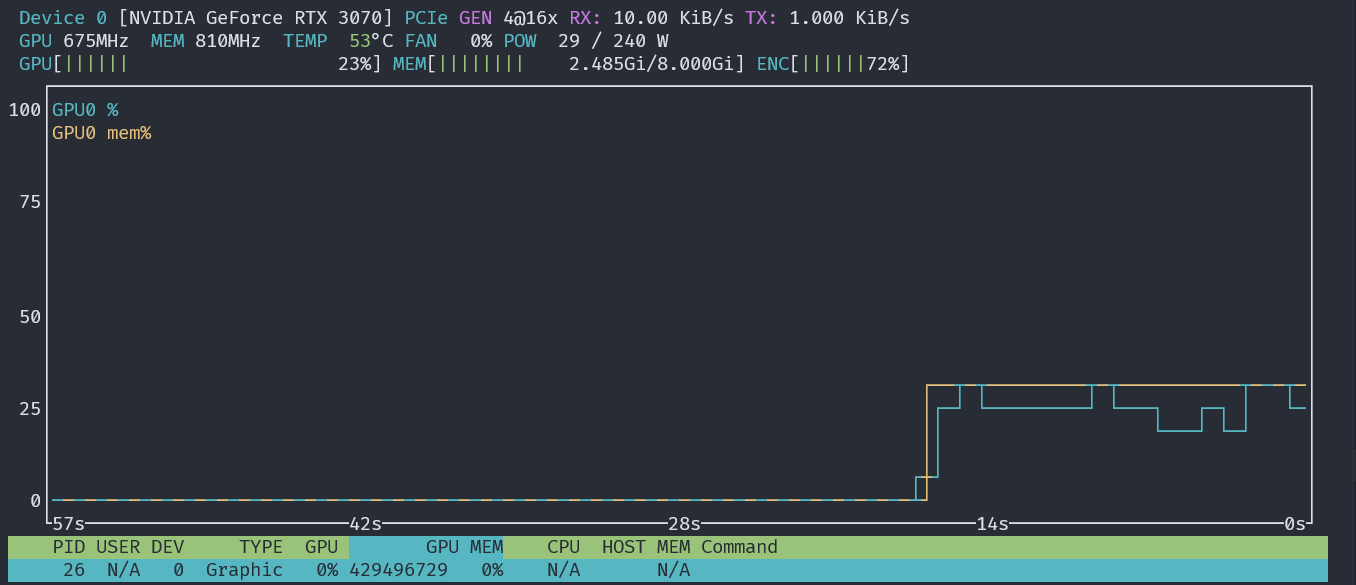 Device 0 [NVIDIA GeForce RTX 3070] PCIe GEN 4@16x RX: 10.00 KiB/s TX: 1.000 KiB/s
GPU 675MHz MEM 810MHz TEMP 53°C FAN 0% POW 29 / 240 W
GPU[|||||| 23%] MEM[|||||||| 2.485Gi/8.000Gi] ENC[||||||72%]
100 GPU0 %
GPU0 mem%
75
50
25
0
57s 42s 28s 14s 0s
PID USER DEV TYPE GPU GPU MEM CPU HOST MEM Command
26 N/A 0 Graphic 0% 429496729 0% N/A N/A